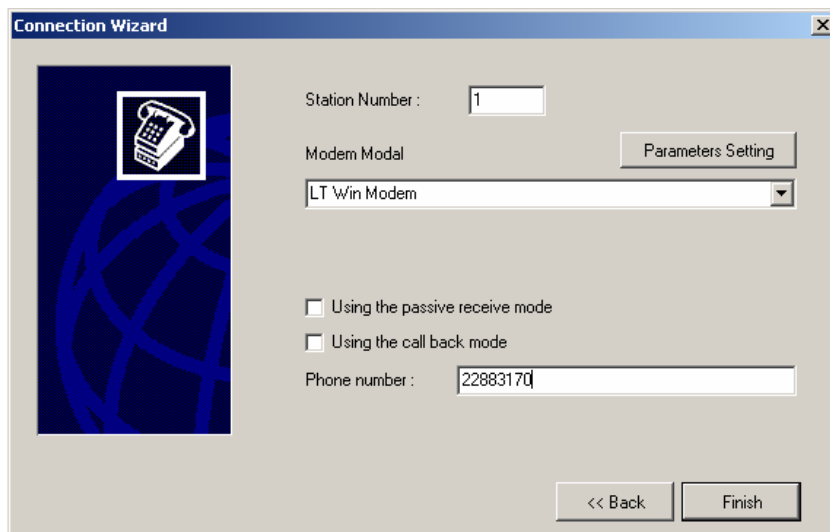 Connection Wizard
Station Number : 1
Modem Modal
Parameters Setting
LT Win Modem
Using the passive receive mode
Using the call back mode
Phone number : 22883170
<< Back
Finish